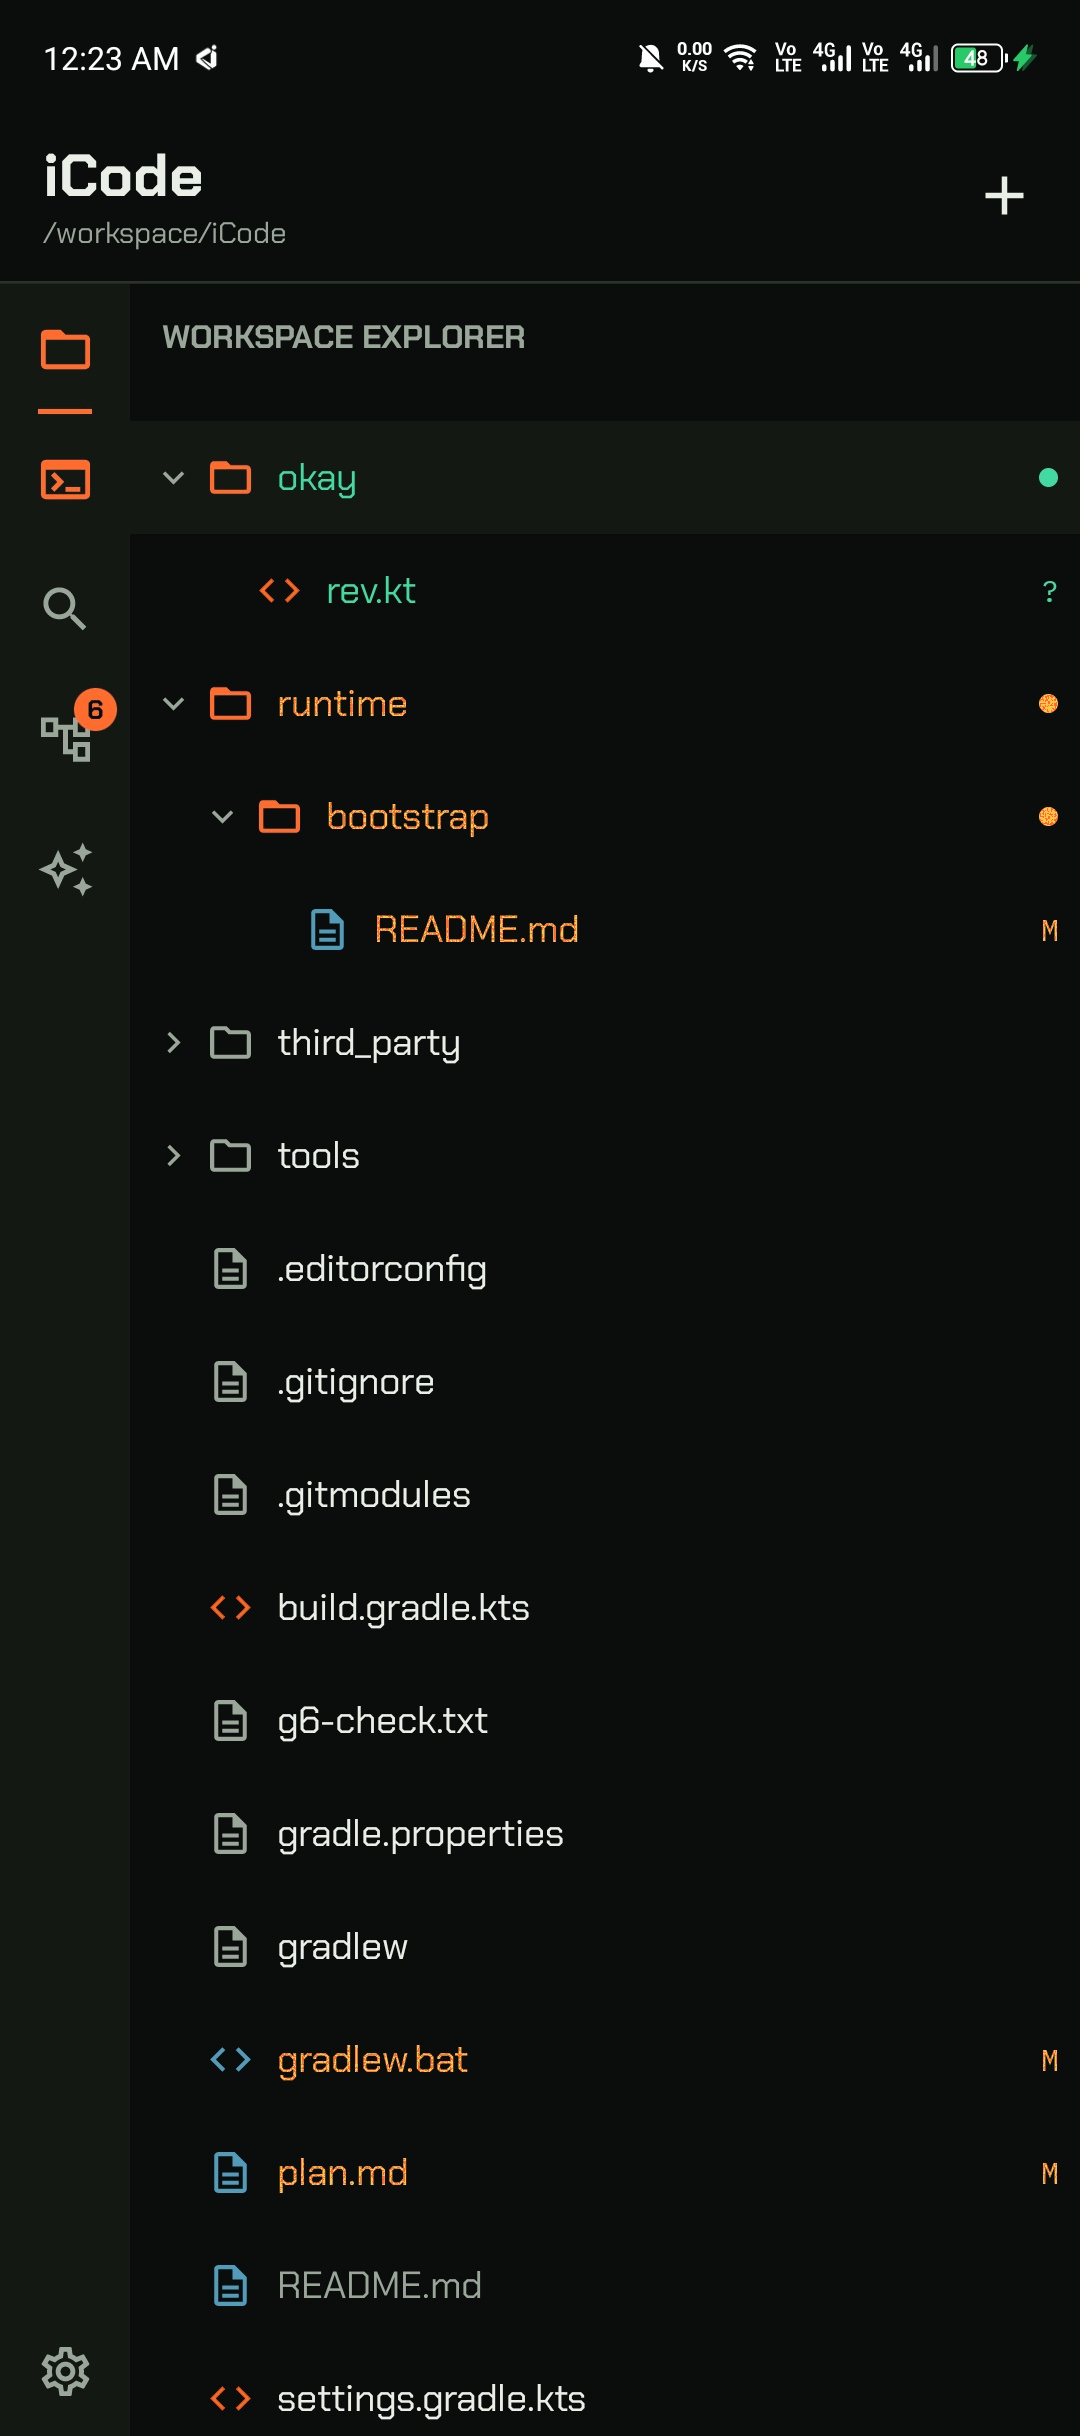 12:23 AM 0.00 K/S Vo LTE 4G Vo LTE 4G 48
iCode
/workspace/iCode
WORKSPACE EXPLORER
okay
rev.kt ?
6
runtime
bootstrap
README.md M
third_party
tools
.editorconfig
.gitignore
.gitmodules
build.gradle.kts
g6-check.txt
gradle.properties
gradlew
gradlew.bat M
plan.md M
README.md
settings.gradle.kts